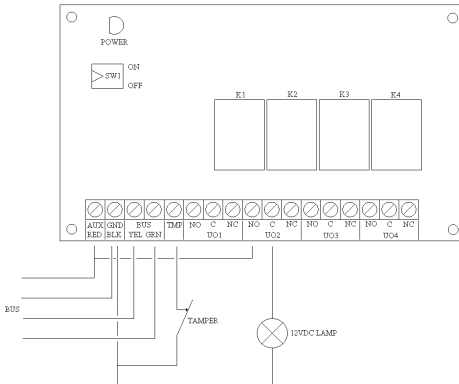 POWER
ON
SW1
OFF
K1 K2 K3 K4
AUX GND BUS TMP NO C NC NO C NC NO C NC NO C NC
RED BLK YEL GRN UO1 UO2 UO3 UO4
BUS
TAMPER
12VDC LAMP